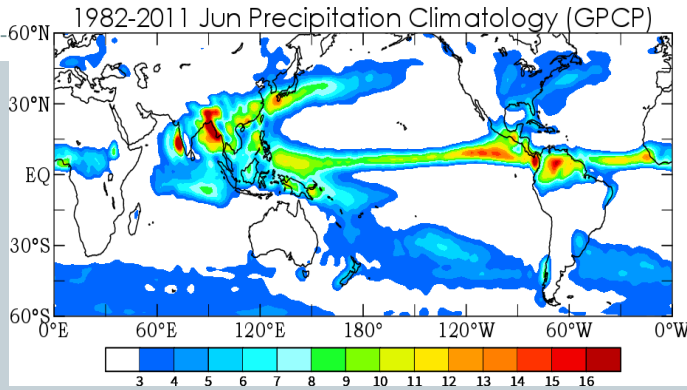 1982-2011 Jun Precipitation Climatology (GPCP)
60°N
30°N
EQ
30°S
60°S
0°E 60°E 120°E 180° 120°W 60°W 0°W
3 4 5 6 7 8 9 10 11 12 13 14 15 16